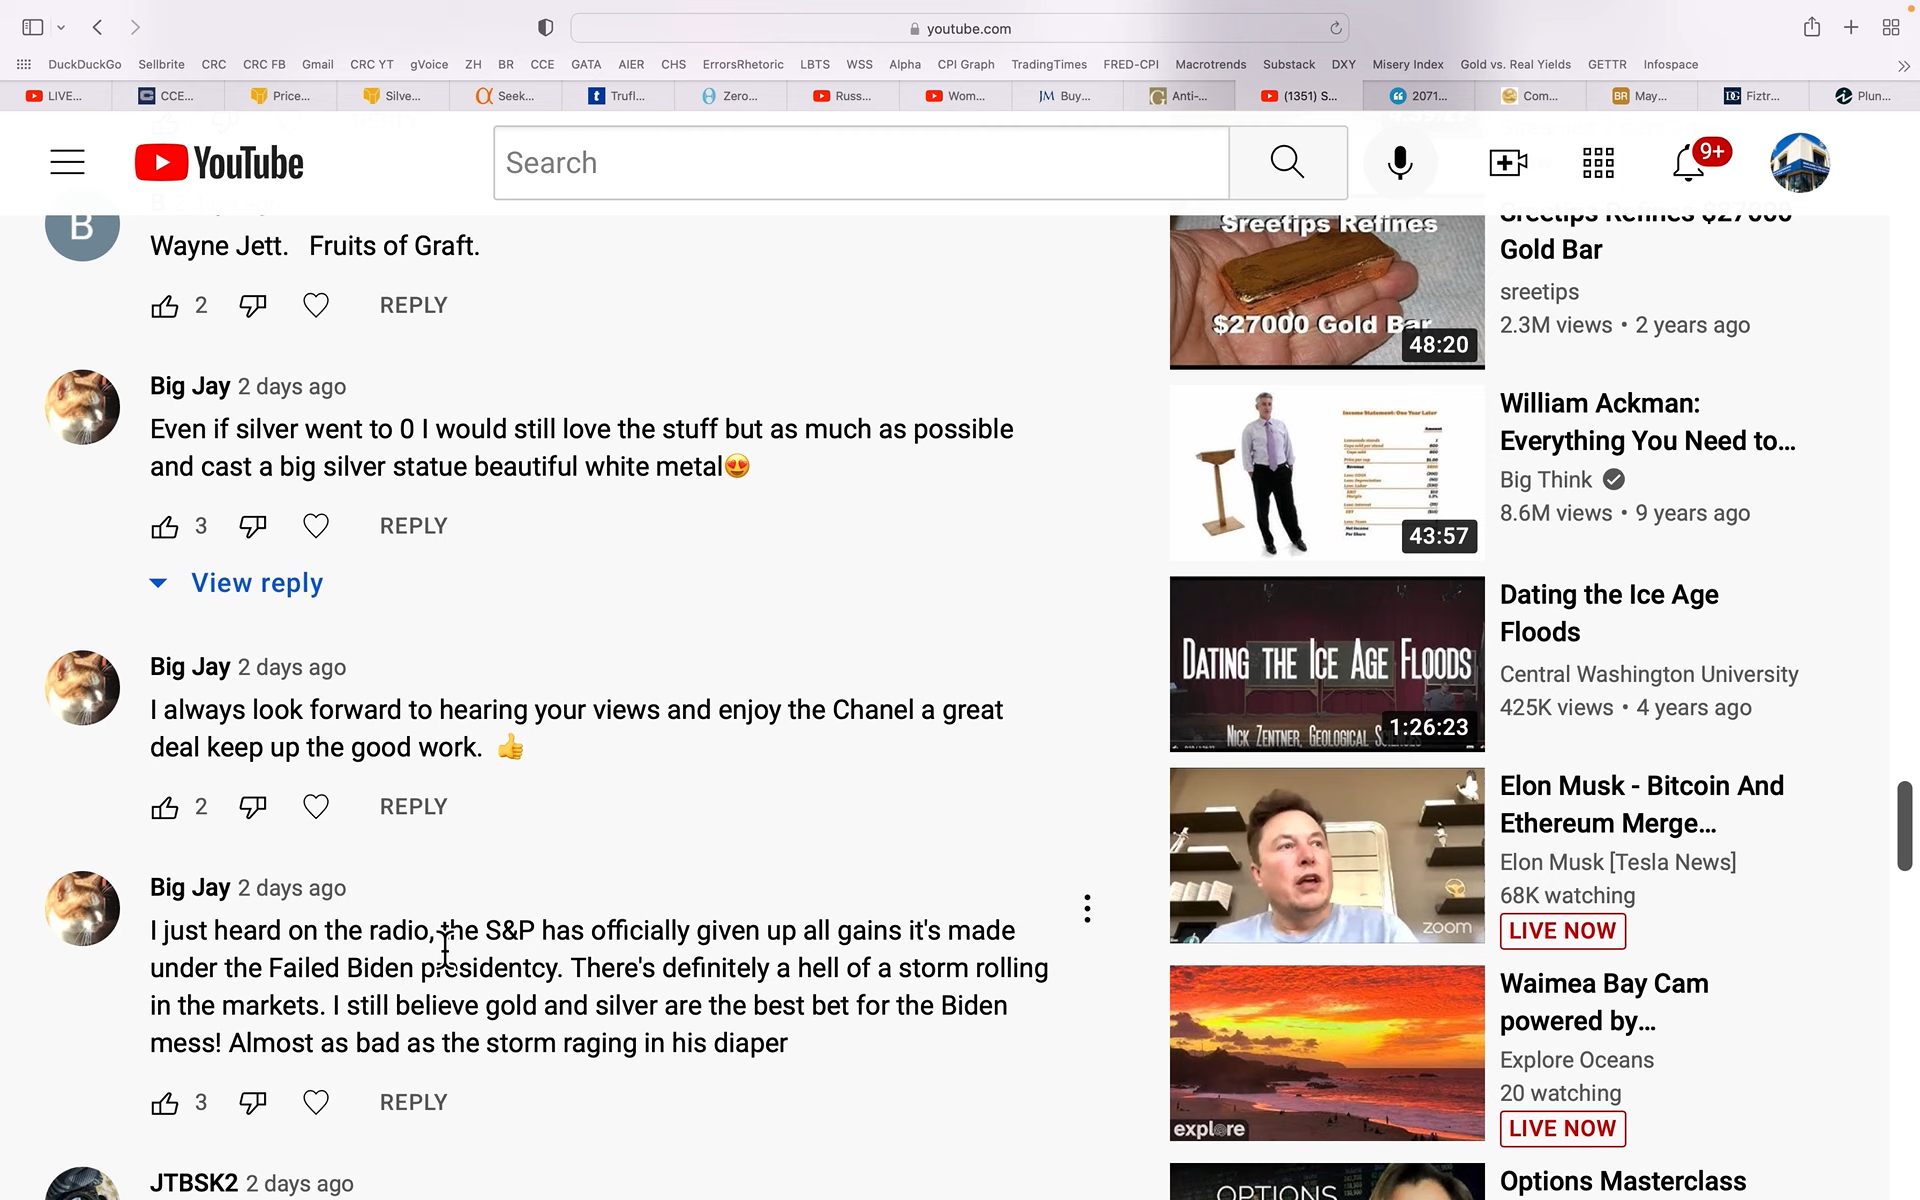 youtube.com
DuckDuckGo Sellbrite CRC CRC FB Gmail CRC YT gVoice ZH BR CCE GATA AIER CHS ErrorsRhetoric LBTS WSS Alpha CPI Graph TradingTimes FRED-CPI Macrotrends Substack DXY Misery Index Gold vs. Real Yields GETTR Infospace
LIVE... CCE... Price... Silve... Seek... Trufl... Zero... Russ... Wom... JM Buy... Anti-... (1351) S... 2071... Com... BR May... DG Fiztr... Plun...
YouTube
Search
9+
B
Wayne Jett. Fruits of Graft.
2 REPLY
Big Jay 2 days ago
Even if silver went to 0 I would still love the stuff but as much as possible
and cast a big silver statue beautiful white metal😍
3 REPLY
View reply
Big Jay 2 days ago
I always look forward to hearing your views and enjoy the Chanel a great
deal keep up the good work. 👍
2 REPLY
Big Jay 2 days ago
I just heard on the radio, the S&P has officially given up all gains it's made
under the Failed Biden presidentcy. There's definitely a hell of a storm rolling
in the markets. I still believe gold and silver are the best bet for the Biden
mess! Almost as bad as the storm raging in his diaper
3 REPLY
JTBSK2 2 days ago
Sreetips Refines
$27000 Gold Bar
48:20
Sreetips Refines $27000
Gold Bar
sreetips
2.3M views • 2 years ago
Income Statement: One Year Later
43:57
William Ackman:
Everything You Need to...
Big Think
8.6M views • 9 years ago
DATING THE ICE AGE FLOODS
NICK ZENTNER, GEOLOGICAL
1:26:23
Dating the Ice Age
Floods
Central Washington University
425K views • 4 years ago
zoom
Elon Musk - Bitcoin And
Ethereum Merge...
Elon Musk [Tesla News]
68K watching
LIVE NOW
explore
Waimea Bay Cam
powered by...
Explore Oceans
20 watching
LIVE NOW
OPTIONS
Options Masterclass